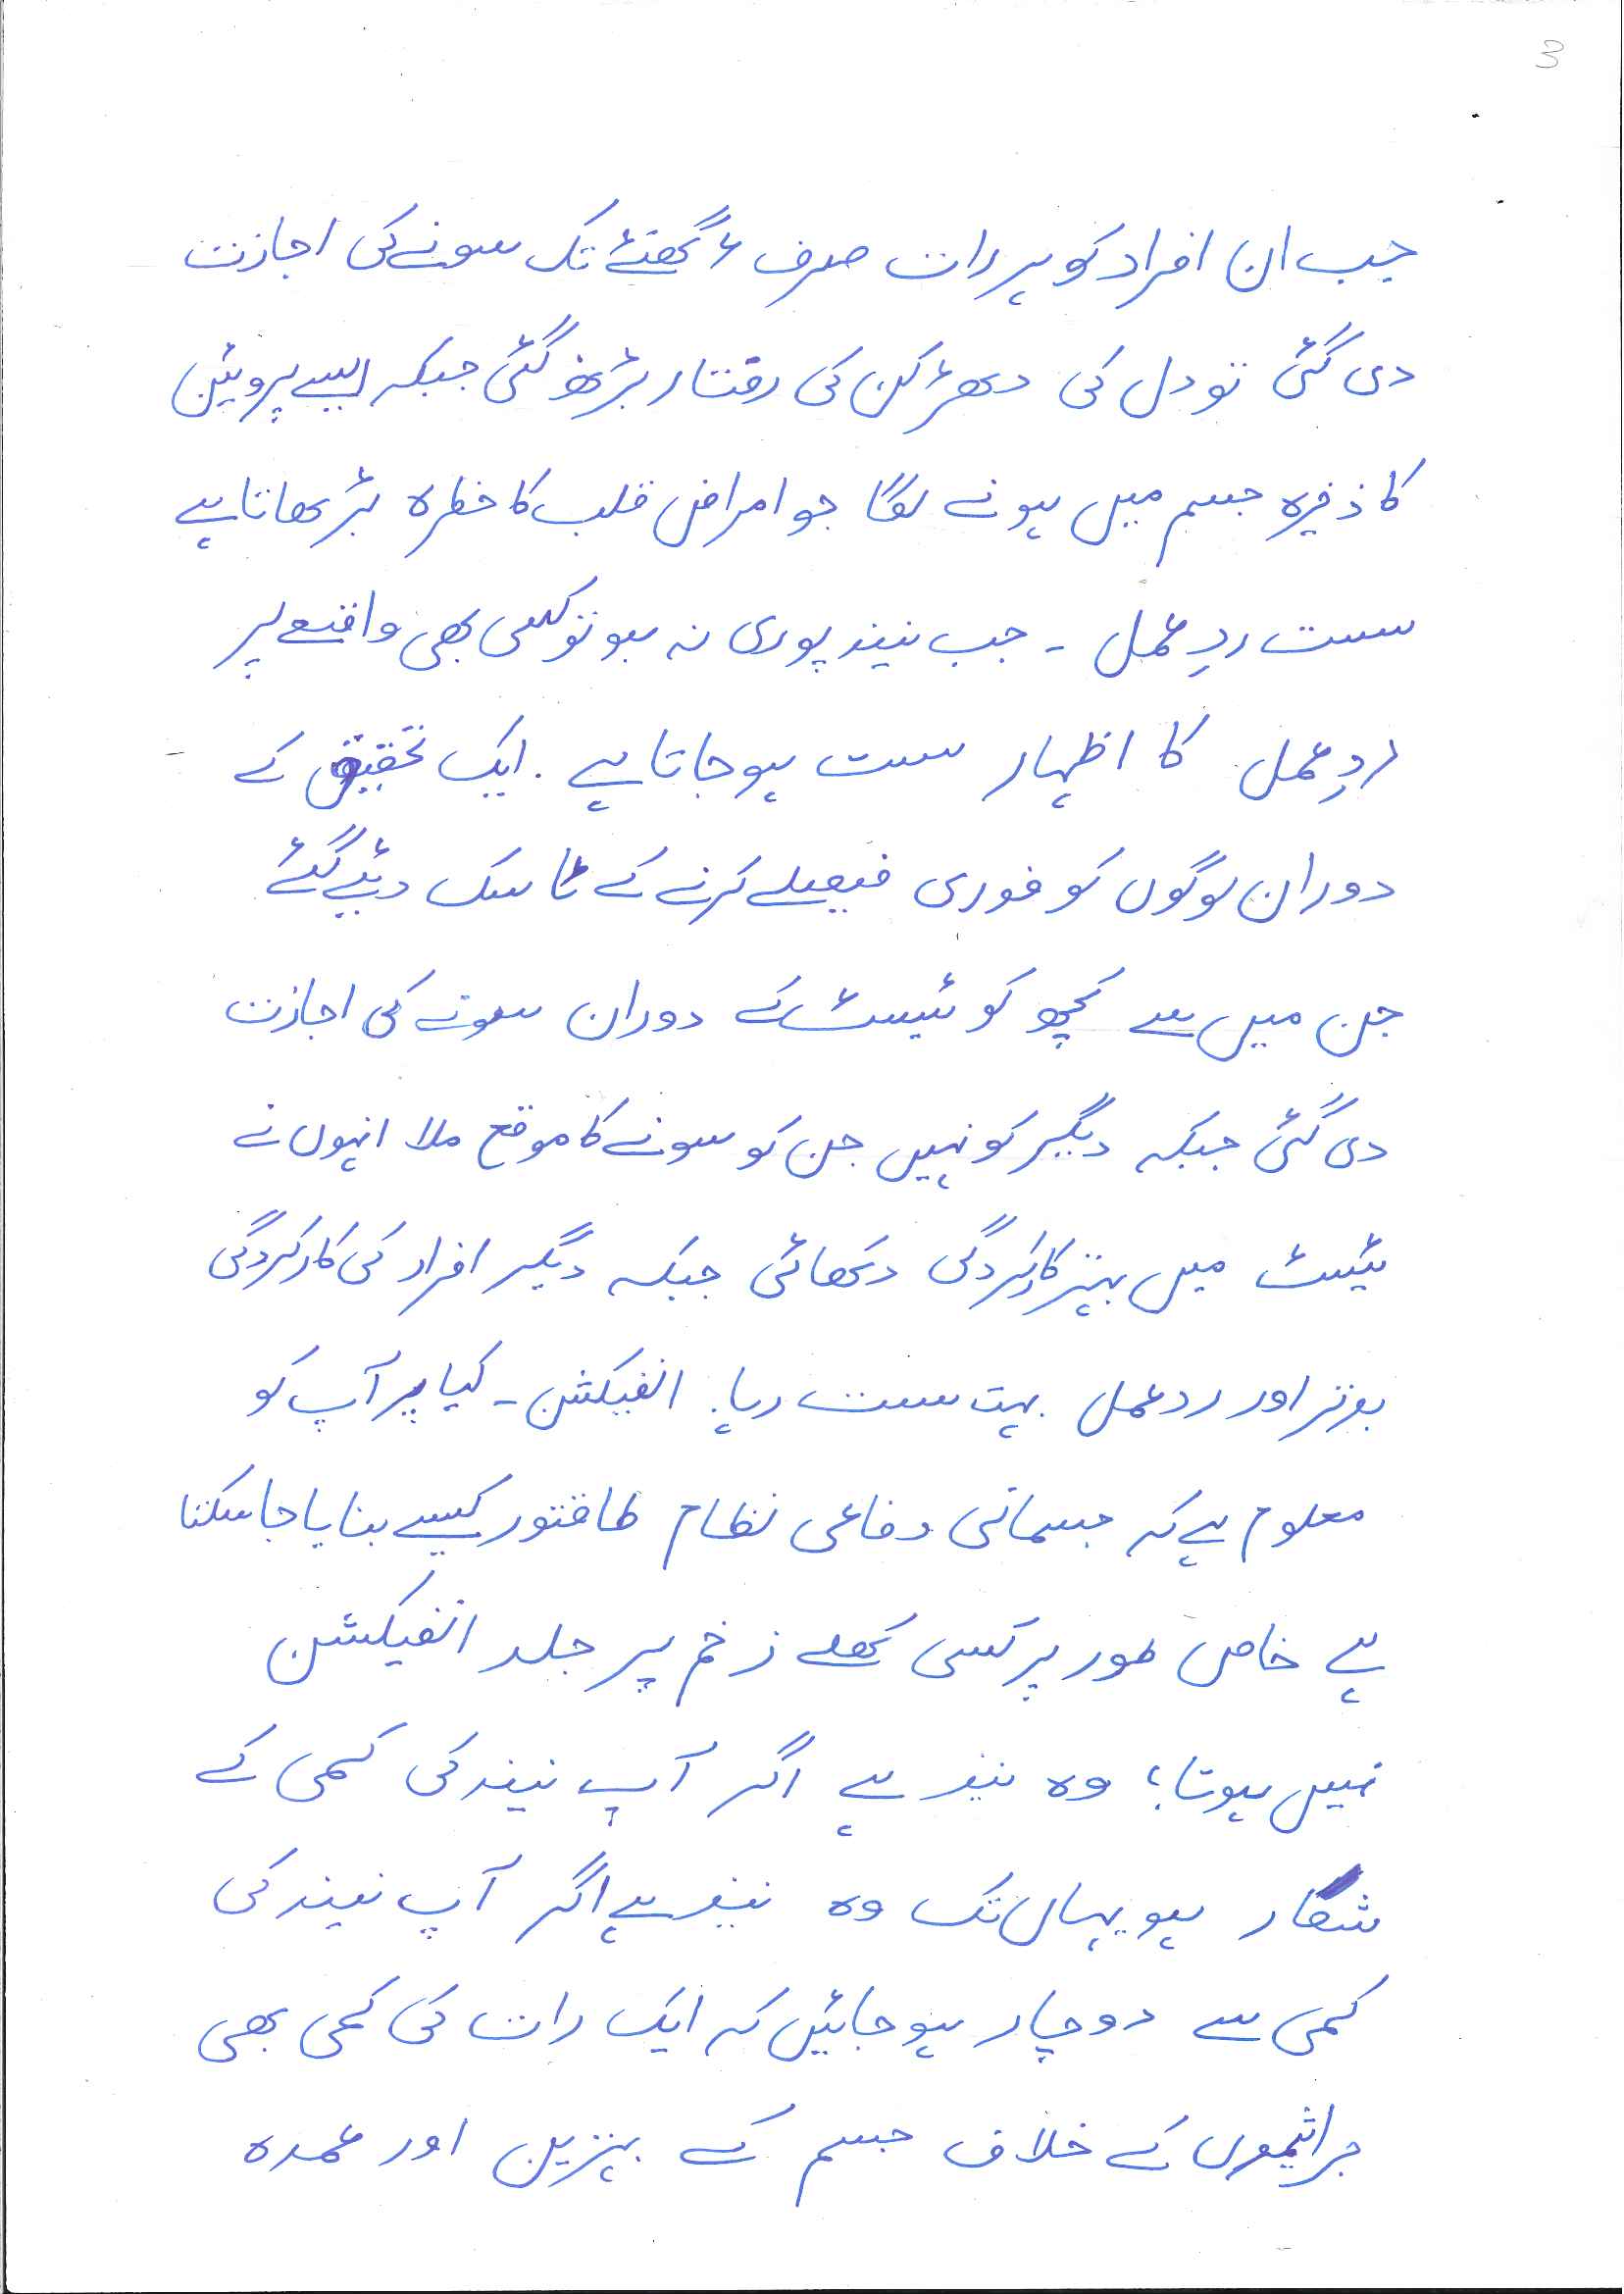 3
جب ان افراد کو ہر رات صرف ۴ گھنٹے تک سونے کی اجازت
دی گئی تو دل کی دھڑکن کی رفتار بڑھ گئی جبکہ ایسے پروٹین
کا ذخیرہ جسم میں ہونے لگا جو امراض قلب کا خطرہ بڑھاتا ہے
سست ردِ عمل ۔ جب نیند پوری نہ ہو تو کسی بھی واقعے پر
ردِ عمل کا اظہار سست ہو جاتا ہے ۔ ایک تحقیق کے
دوران لوگوں کو فوری فیصلے کرنے کے ٹاسک دیئے گئے
جن میں سے کچھ کو ٹیسٹ کے دوران سونے کی اجازت
دی گئی جبکہ دیگر کو نہیں جن کو سونے کا موقع ملا انہوں نے
ٹیسٹ میں بہتر کارکردگی دکھائی جبکہ دیگر افراد کی کارکردگی
بدتر اور ردعمل بہت سست رہا ۔ انفیکشن ۔ کیا پر آپ کو
معلوم ہے کہ جسمانی دفاعی نظام طاقتور کیسے بنایا جاسکتا
ہے خاص طور پر کسی کھلے زخم پر جلد انفیکشن
نہیں ہوتا؛ وہ نیند ہے اگر آپ نیند کی کمی کے
شکار ہو یہاں تک وہ نیند ہے اگر آپ نیند کی
کمی سے دوچار ہو جائیں کہ ایک رات کی کمی بھی
جراثیموں کے خلاف جسم کے بہترین اور عمدہ